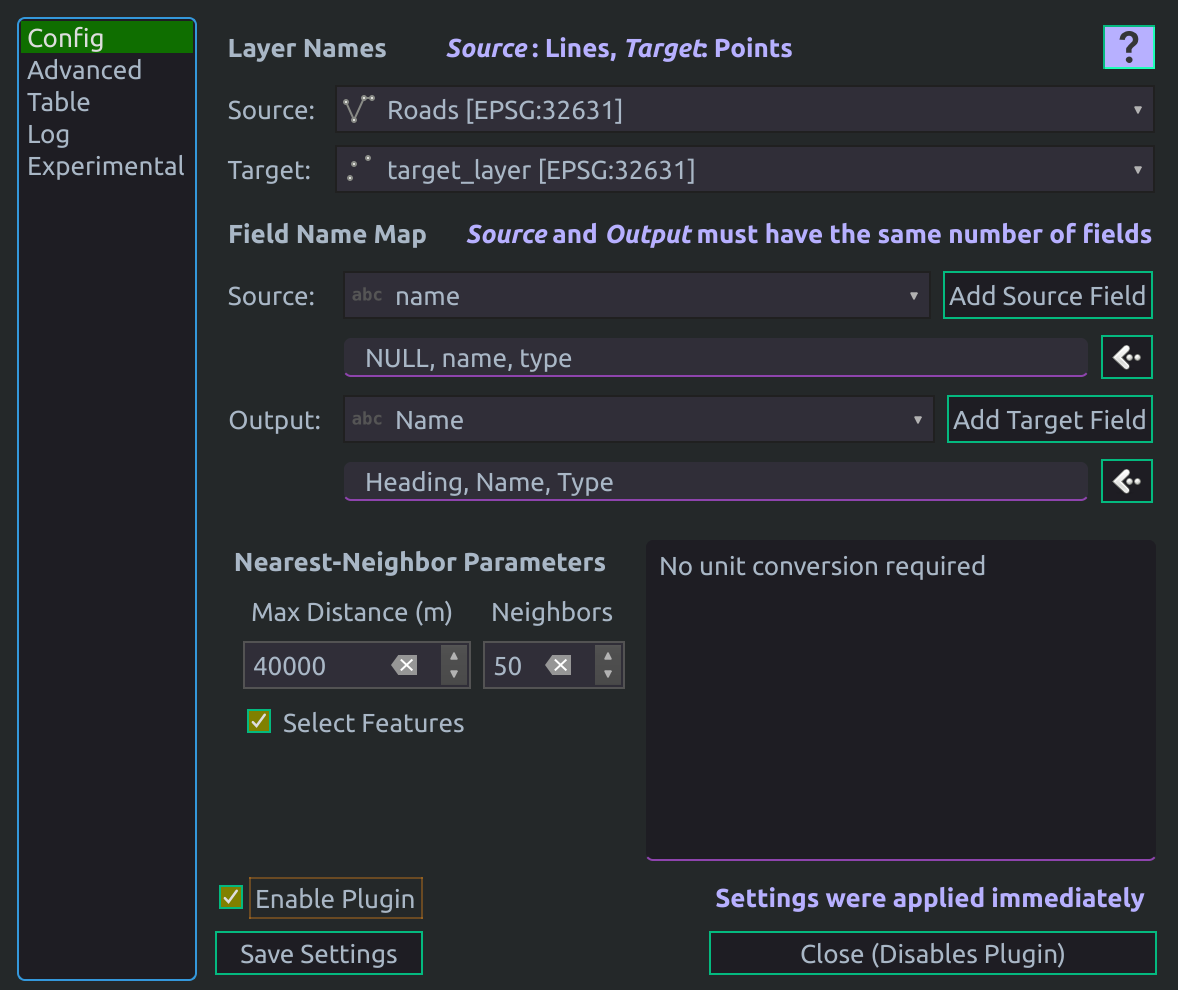 Config
Advanced
Table
Log
Experimental
Layer Names Source : Lines, Target: Points ?
Source: Roads [EPSG:32631]
Target: target_layer [EPSG:32631]
Field Name Map Source and Output must have the same number of fields
Source: abc name Add Source Field
NULL, name, type
Output: abc Name Add Target Field
Heading, Name, Type
Nearest-Neighbor Parameters
Max Distance (m) Neighbors
40000 50
Select Features
No unit conversion required
Enable Plugin Settings were applied immediately
Save Settings Close (Disables Plugin)